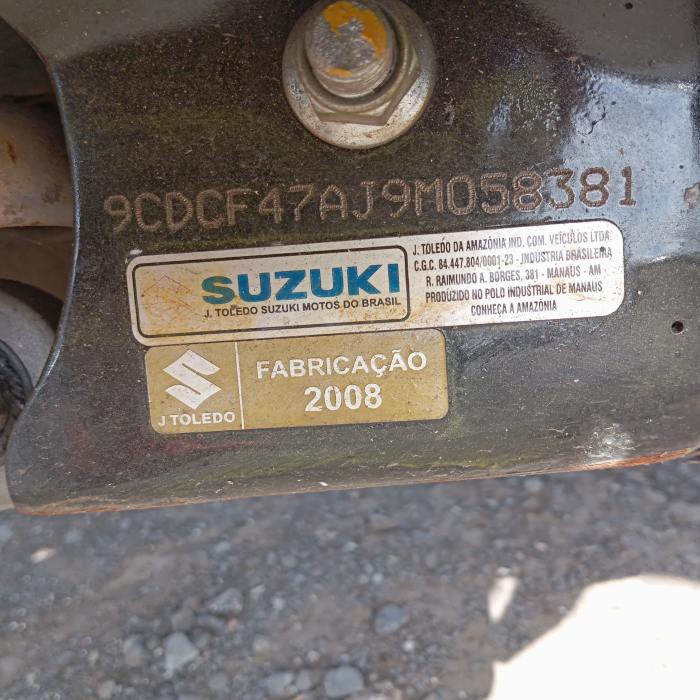 9CDCF47AJ9M058381
SUZUKI
J. TOLEDO SUZUKI MOTOS DO BRASIL
J. TOLEDO DA AMAZÔNIA IND. COM. VEÍCULOS LTDA
C.G.C. 84.447.804/0001-23 - INDUSTRIA BRASILEIRA
R. RAIMUNDO A. BORGES, 381 - MANAUS - AM
PRODUZIDO NO POLO INDUSTRIAL DE MANAUS
CONHEÇA A AMAZÔNIA
J TOLEDO
FABRICAÇÃO
2008